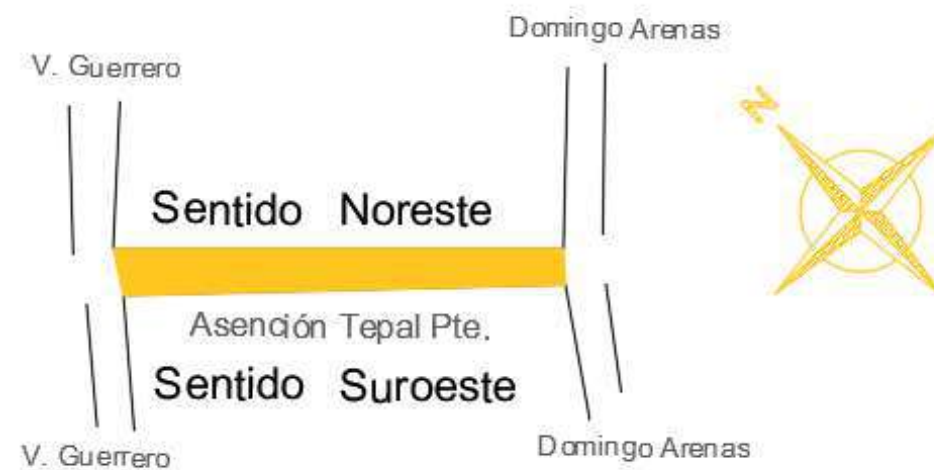 Domingo Arenas
V. Guerrero
N
Sentido Noreste
Asención Tepal Pte.
Sentido Suroeste
Domingo Arenas
V. Guerrero